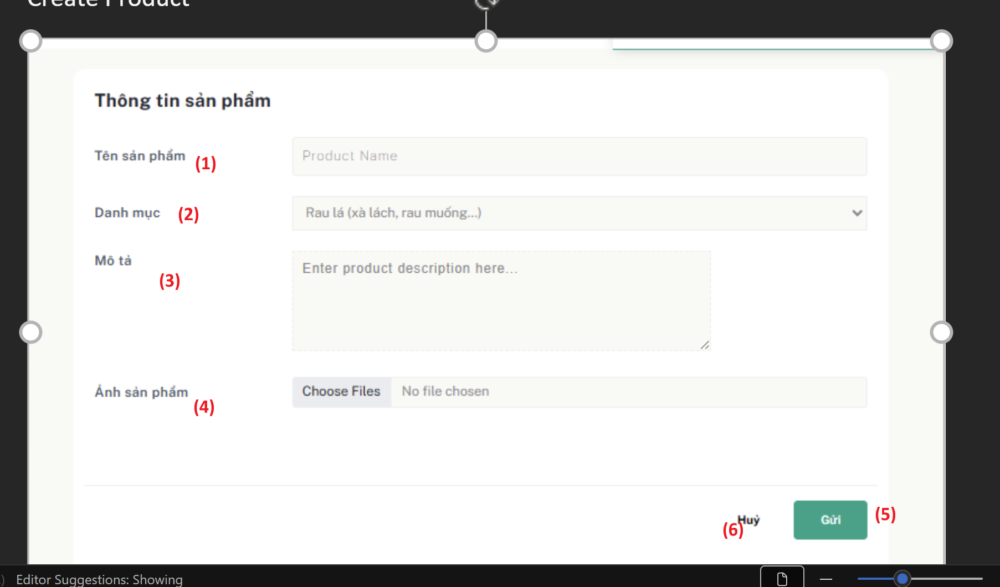 Create Product
Thông tin sản phẩm
Tên sản phẩm (1) Product Name
Danh mục (2) Rau lá (xà lách, rau muống...)
Mô tả (3) Enter product description here...
Ảnh sản phẩm (4) Choose Files No file chosen
(6) Huỷ Gửi (5)
Editor Suggestions: Showing